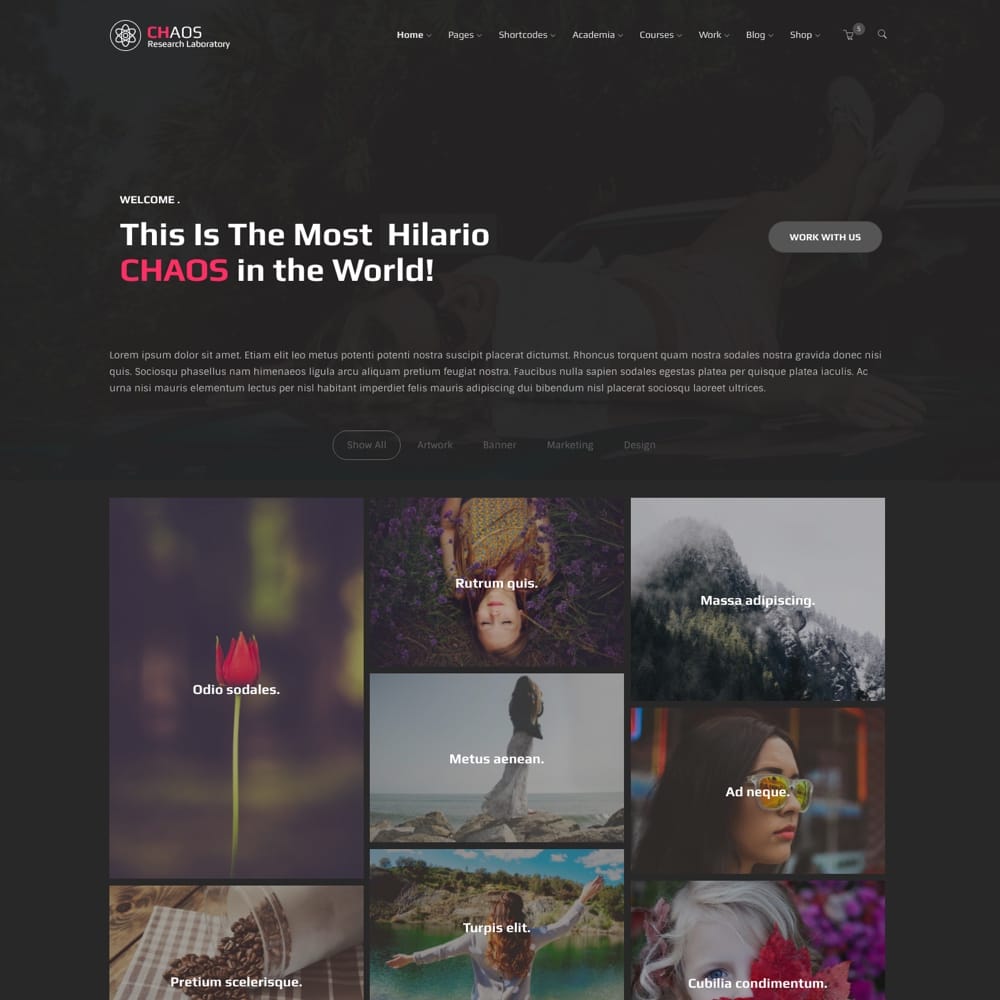 CHAOS
Research Laboratory
Home Pages Shortcodes Academia Courses Work Blog Shop 5
WELCOME .
This Is The Most Hilario
CHAOS in the World!
WORK WITH US
Lorem ipsum dolor sit amet. Etiam elit leo metus potenti potenti nostra suscipit placerat dictumst. Rhoncus torquent quam nostra sodales nostra gravida donec nisi
quis. Sociosqu phasellus nam himenaeos ligula arcu aliquam pretium feugiat nostra. Faucibus nulla sapien sodales egestas platea per quisque platea iaculis. Ac
urna nisi mauris elementum lectus per nisl habitant imperdiet felis mauris adipiscing dui bibendum nisl placerat sociosqu laoreet ultrices.
Show All Artwork Banner Marketing Design
Rutrum quis.
Massa adipiscing.
Odio sodales.
Metus aenean.
Ad neque.
Turpis elit.
Pretium scelerisque.
Cubilia condimentum.